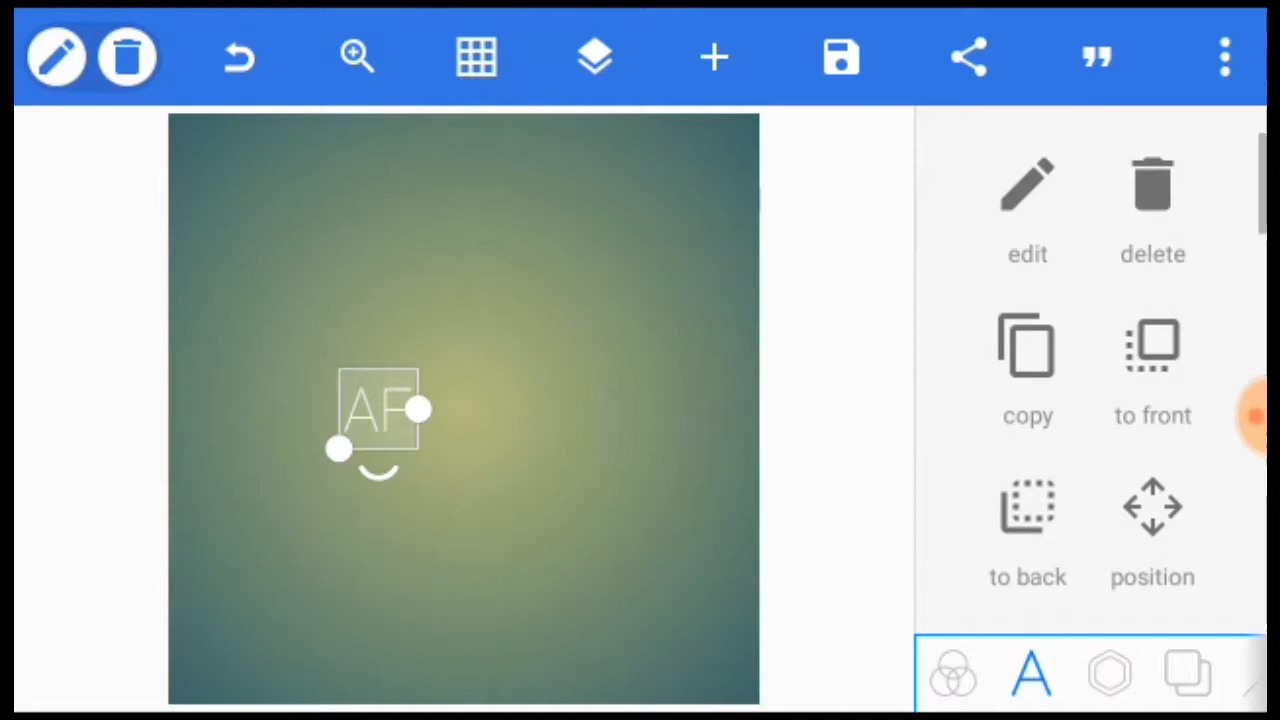 AF
edit
delete
copy
to front
to back
position